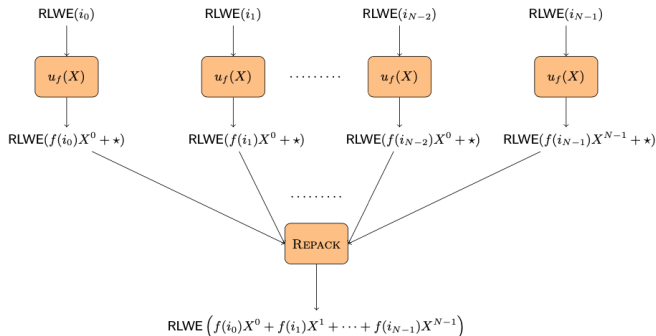 RLWE(i_0) RLWE(i_1) RLWE(i_{N−2}) RLWE(i_{N−1})
u_f(X) u_f(X) ......... u_f(X) u_f(X)
RLWE(f(i_0)X^0 + ⋆) RLWE(f(i_1)X^0 + ⋆) RLWE(f(i_{N−2})X^0 + ⋆) RLWE(f(i_{N−1})X^{N−1} + ⋆)
.........
REPACK
RLWE (f(i_0)X^0 + f(i_1)X^1 + ··· + f(i_{N−1})X^{N−1})